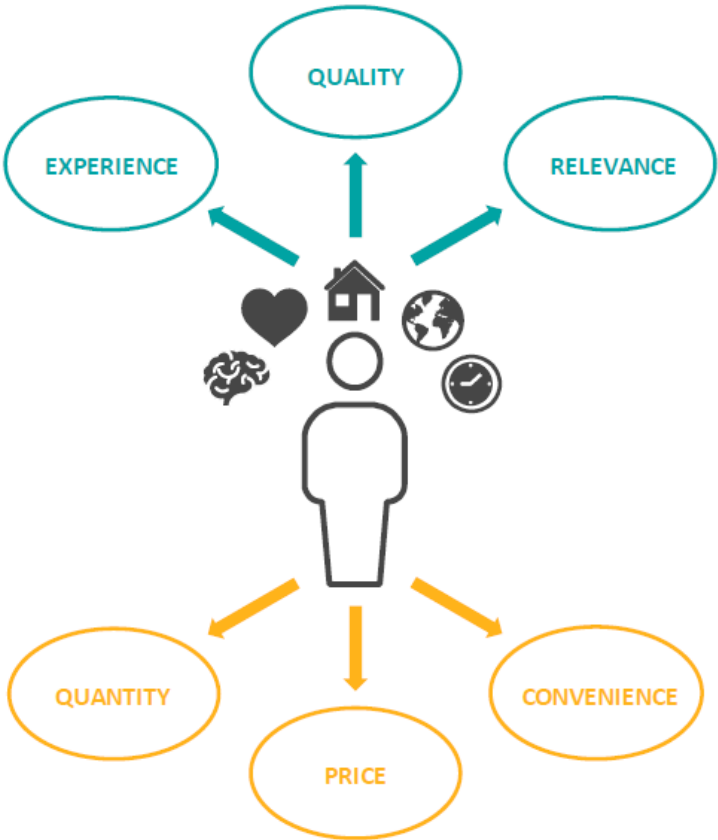 QUALITY
EXPERIENCE
RELEVANCE
QUANTITY
CONVENIENCE
PRICE